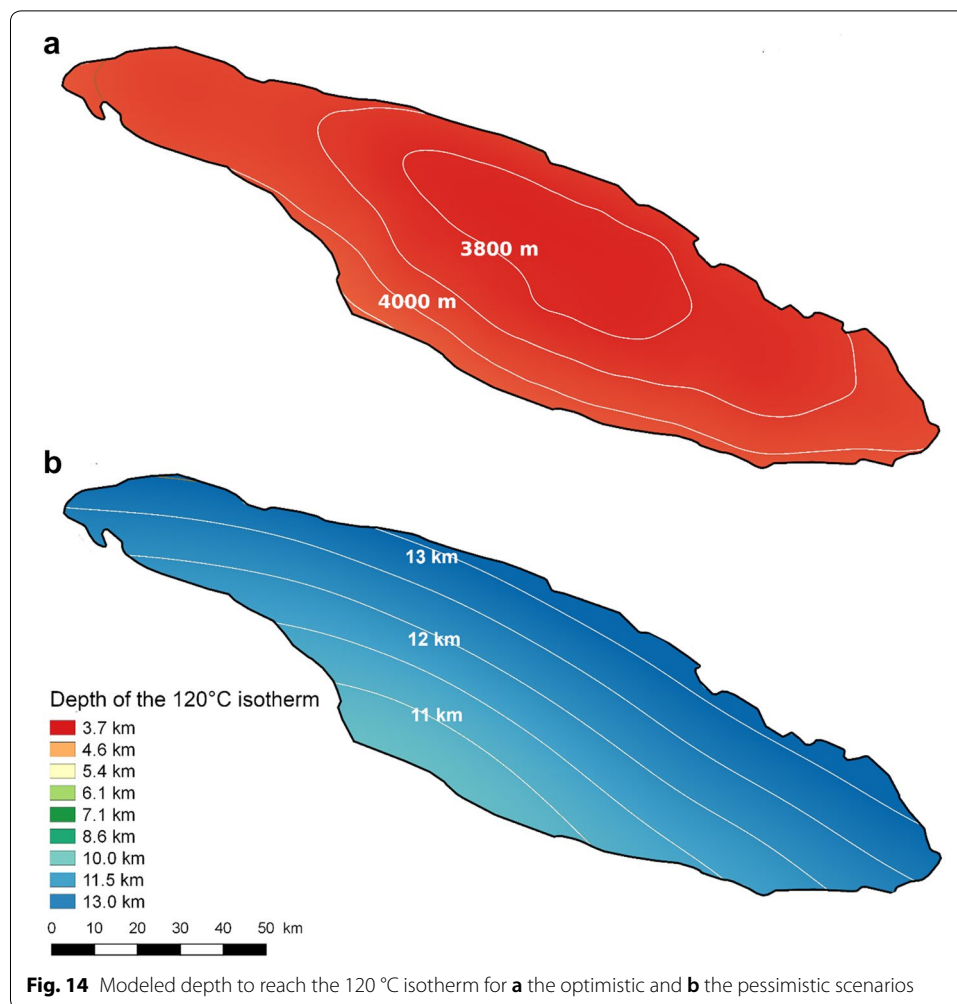 a
3800 m
4000 m
b
13 km
12 km
11 km
Depth of the 120°C isotherm
3.7 km
4.6 km
5.4 km
6.1 km
7.1 km
8.6 km
10.0 km
11.5 km
13.0 km
0 10 20 30 40 50 km
Fig. 14 Modeled depth to reach the 120 °C isotherm for a the optimistic and b the pessimistic scenarios